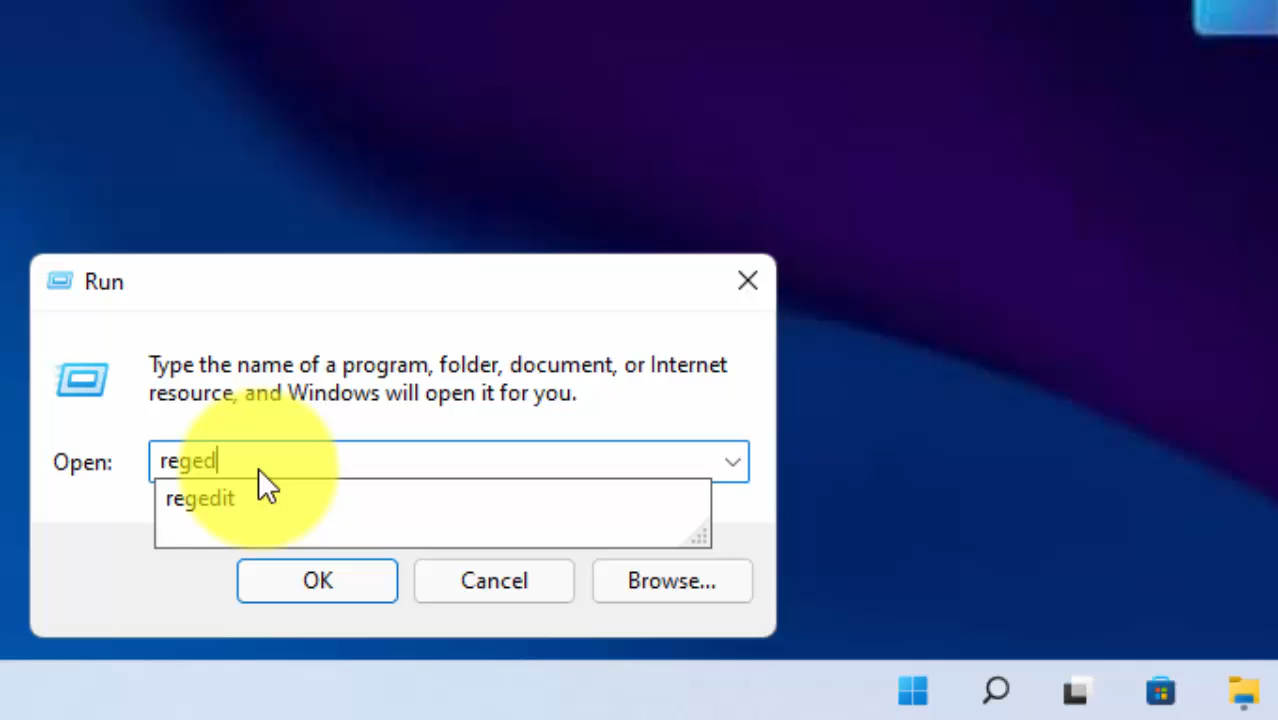 Run
Type the name of a program, folder, document, or Internet
resource, and Windows will open it for you.
Open:
reged
regedit
OK
Cancel
Browse...